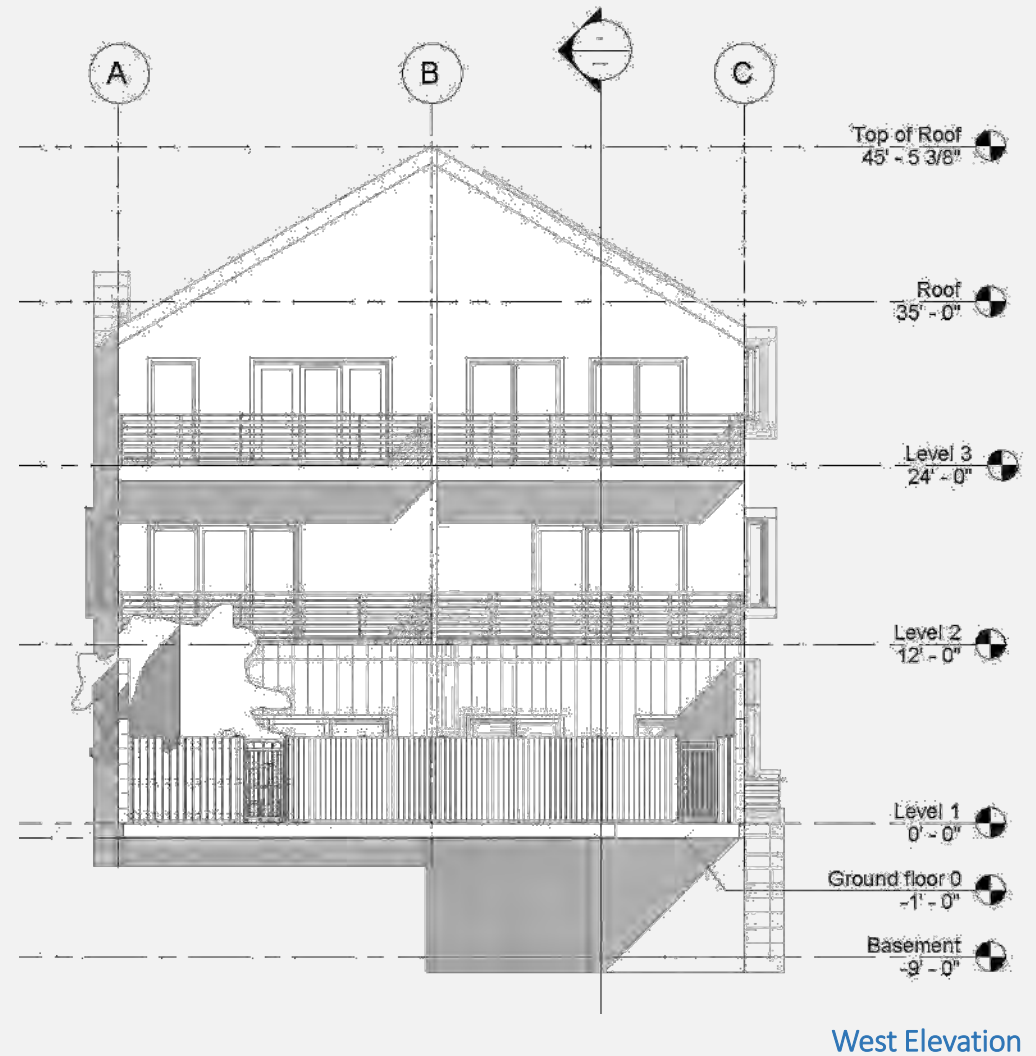 A
B
C
Top of Roof
45' - 5 3/8"
Roof
35' - 0"
Level 3
24' - 0"
Level 2
12' - 0"
Level 1
0' - 0"
Ground floor 0
-1' - 0"
Basement
-9' - 0"
West Elevation